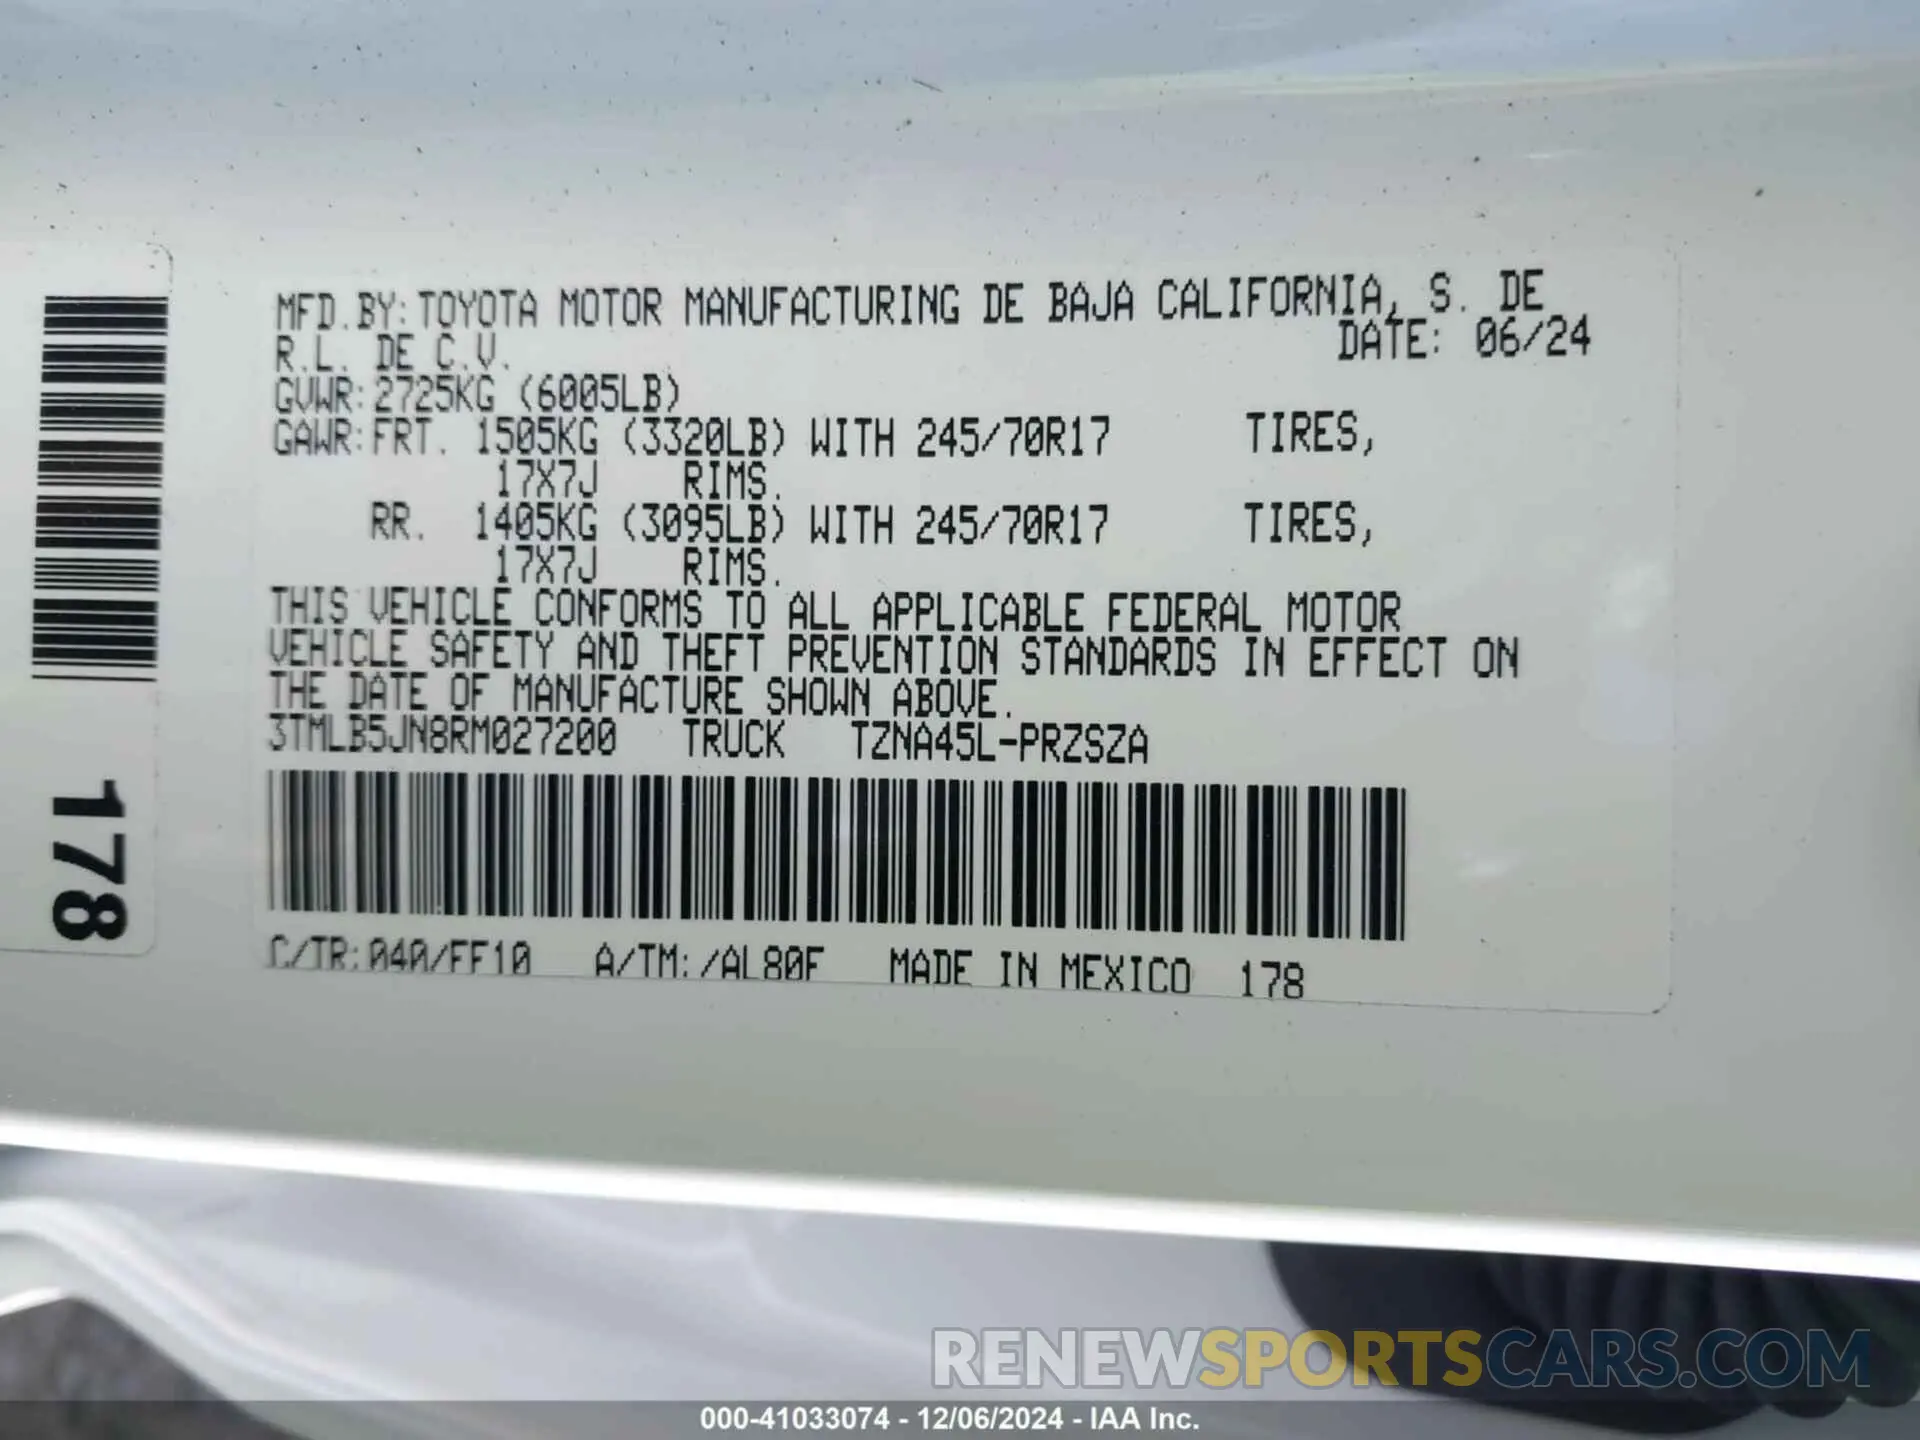 MFD.BY:TOYOTA MOTOR MANUFACTURING DE BAJA CALIFORNIA, S. DE
R.L. DE C.V.
DATE: 06/24
GVWR:2725KG (6005LB)
GAWR:FRT. 1505KG (3320LB) WITH 245/70R17 TIRES,
17X7J RIMS.
RR. 1405KG (3095LB) WITH 245/70R17 TIRES,
17X7J RIMS.
THIS VEHICLE CONFORMS TO ALL APPLICABLE FEDERAL MOTOR
VEHICLE SAFETY AND THEFT PREVENTION STANDARDS IN EFFECT ON
THE DATE OF MANUFACTURE SHOWN ABOVE.
3TMLB5JN8RM027200 TRUCK TZNA45L-PRZSZA
C/TR:040/FF10 A/TM:/AL80F MADE IN MEXICO 178
178
RENEWSPORTSCARS.COM
000-41033074 - 12/06/2024 - IAA Inc.